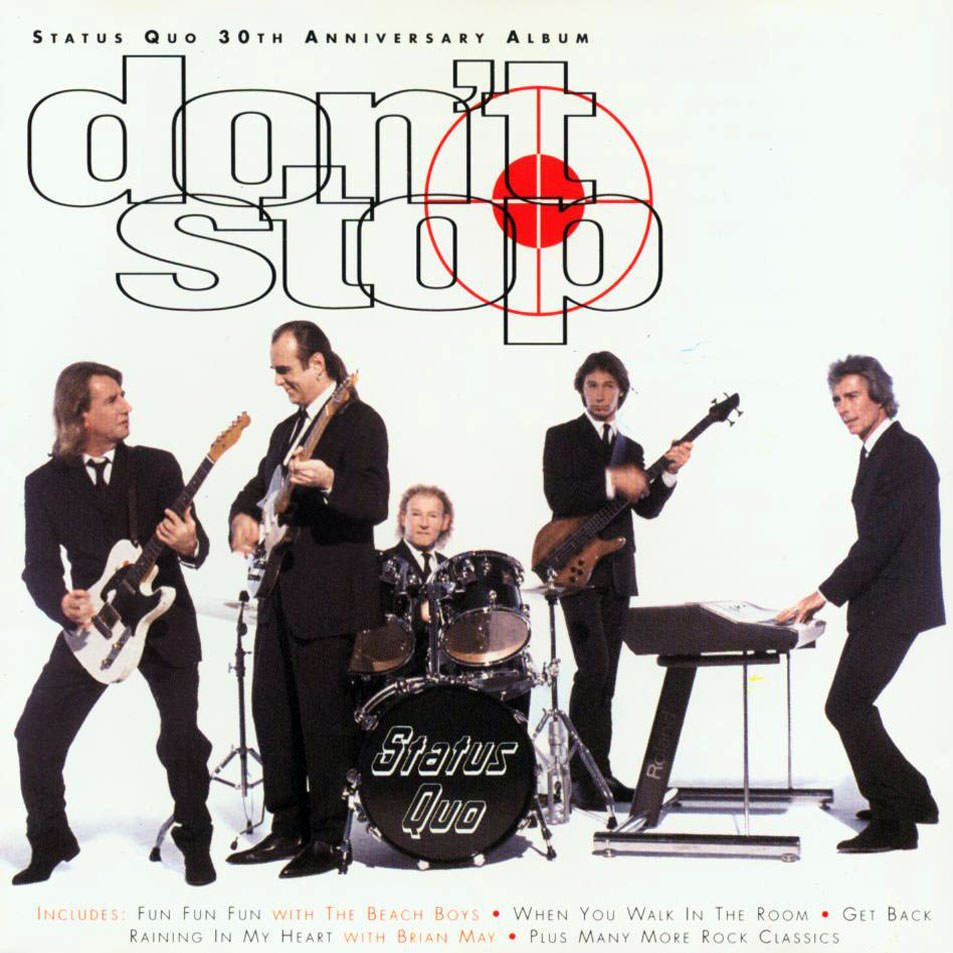 STATUS QUO 30TH ANNIVERSARY ALBUM
don't
stop
Status
Quo
Roland
INCLUDES: FUN FUN FUN WITH THE BEACH BOYS • WHEN YOU WALK IN THE ROOM • GET BACK
RAINING IN MY HEART WITH BRIAN MAY • PLUS MANY MORE ROCK CLASSICS